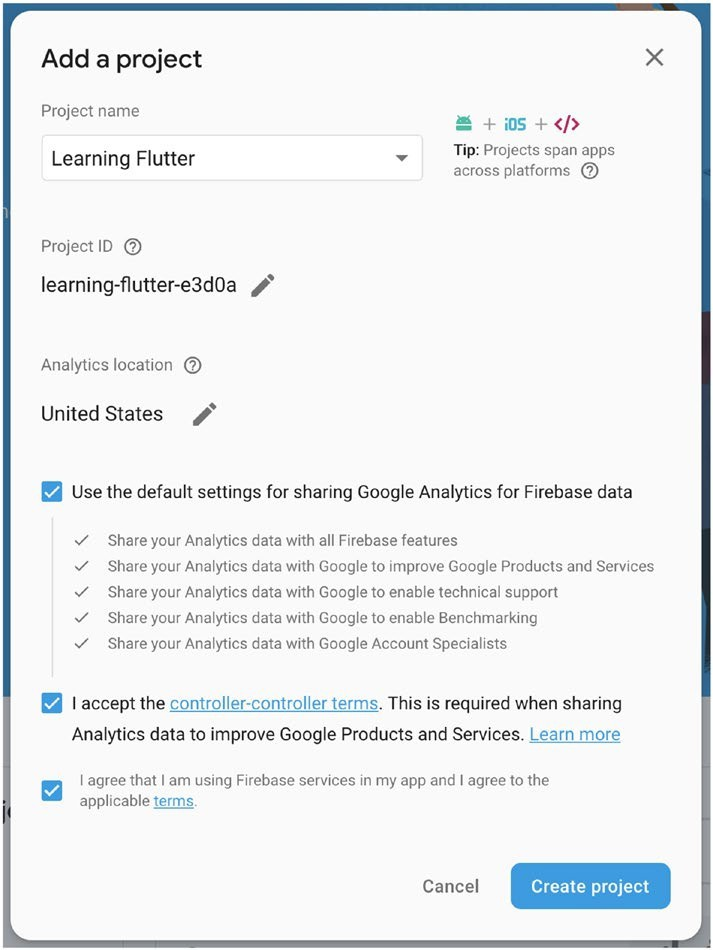 Add a project
Project name
Learning Flutter
+ iOS + </>
Tip: Projects span apps
across platforms ?
Project ID ?
learning-flutter-e3d0a
Analytics location ?
United States
Use the default settings for sharing Google Analytics for Firebase data
Share your Analytics data with all Firebase features
Share your Analytics data with Google to improve Google Products and Services
Share your Analytics data with Google to enable technical support
Share your Analytics data with Google to enable Benchmarking
Share your Analytics data with Google Account Specialists
I accept the controller-controller terms. This is required when sharing
Analytics data to improve Google Products and Services. Learn more
I agree that I am using Firebase services in my app and I agree to the
applicable terms.
Cancel
Create project